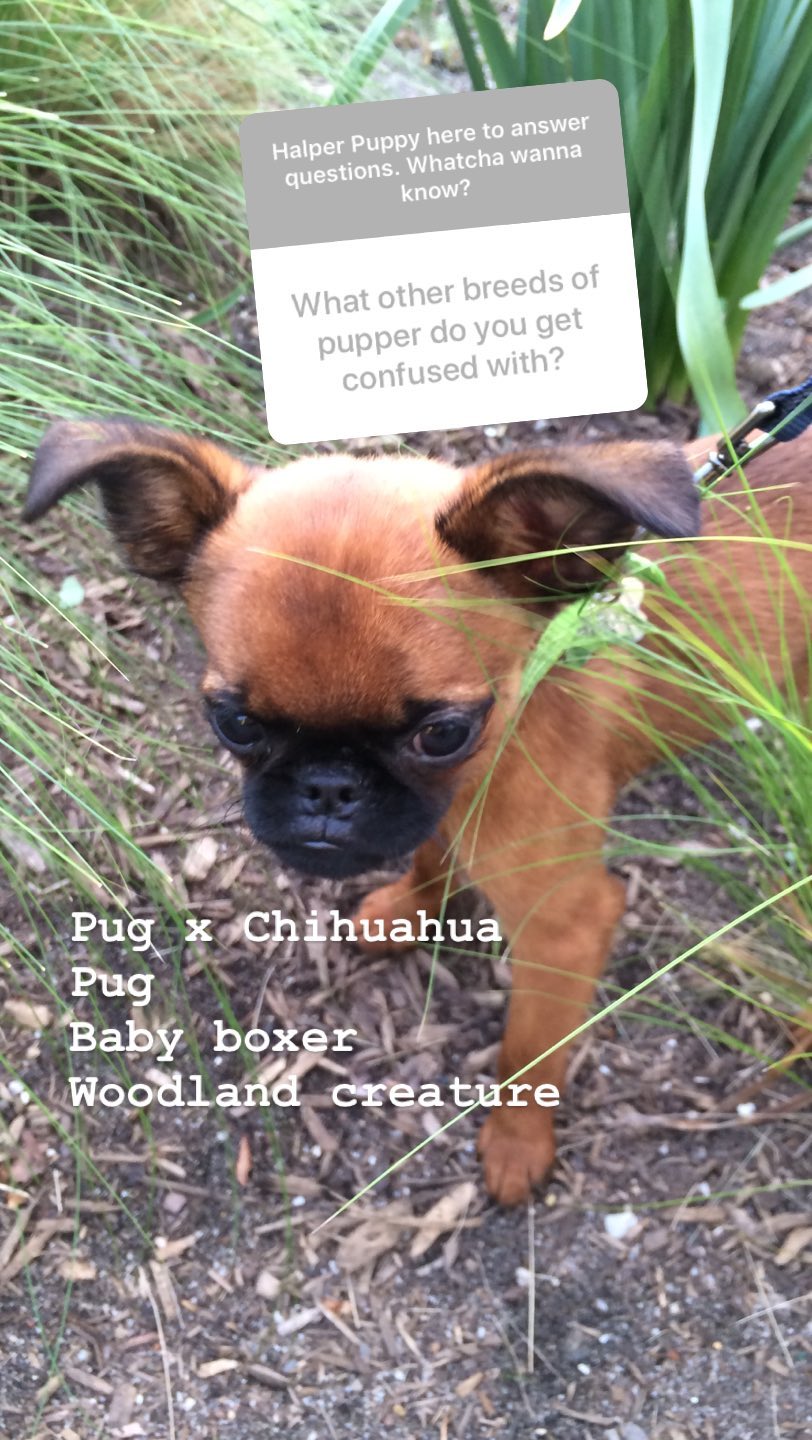 Halper Puppy here to answer
questions. Whatcha wanna
know?
What other breeds of
pupper do you get
confused with?
Pug x Chihuahua
Pug
Baby boxer
Woodland creature